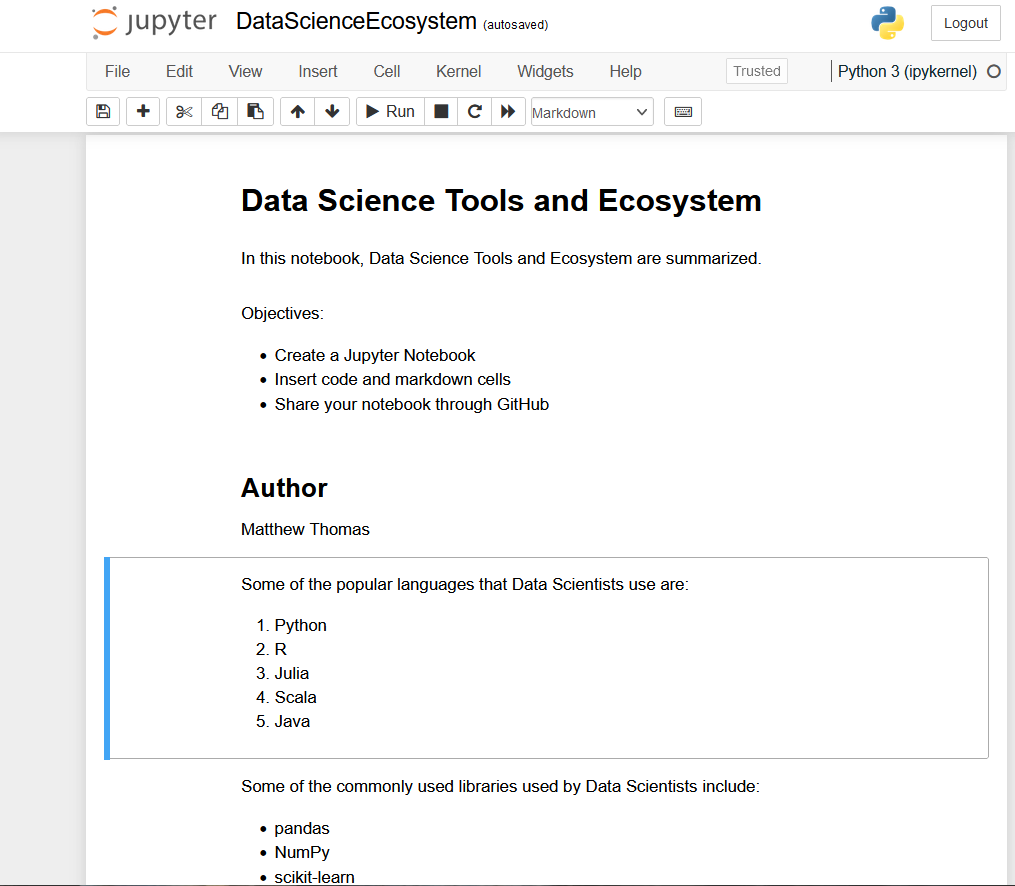 jupyter DataScienceEcosystem (autosaved) Logout
File Edit View Insert Cell Kernel Widgets Help Trusted Python 3 (ipykernel)
Run Markdown
Data Science Tools and Ecosystem
In this notebook, Data Science Tools and Ecosystem are summarized.
Objectives:
• Create a Jupyter Notebook
• Insert code and markdown cells
• Share your notebook through GitHub
Author
Matthew Thomas
Some of the popular languages that Data Scientists use are:
1. Python
2. R
3. Julia
4. Scala
5. Java
Some of the commonly used libraries used by Data Scientists include:
• pandas
• NumPy
• scikit-learn